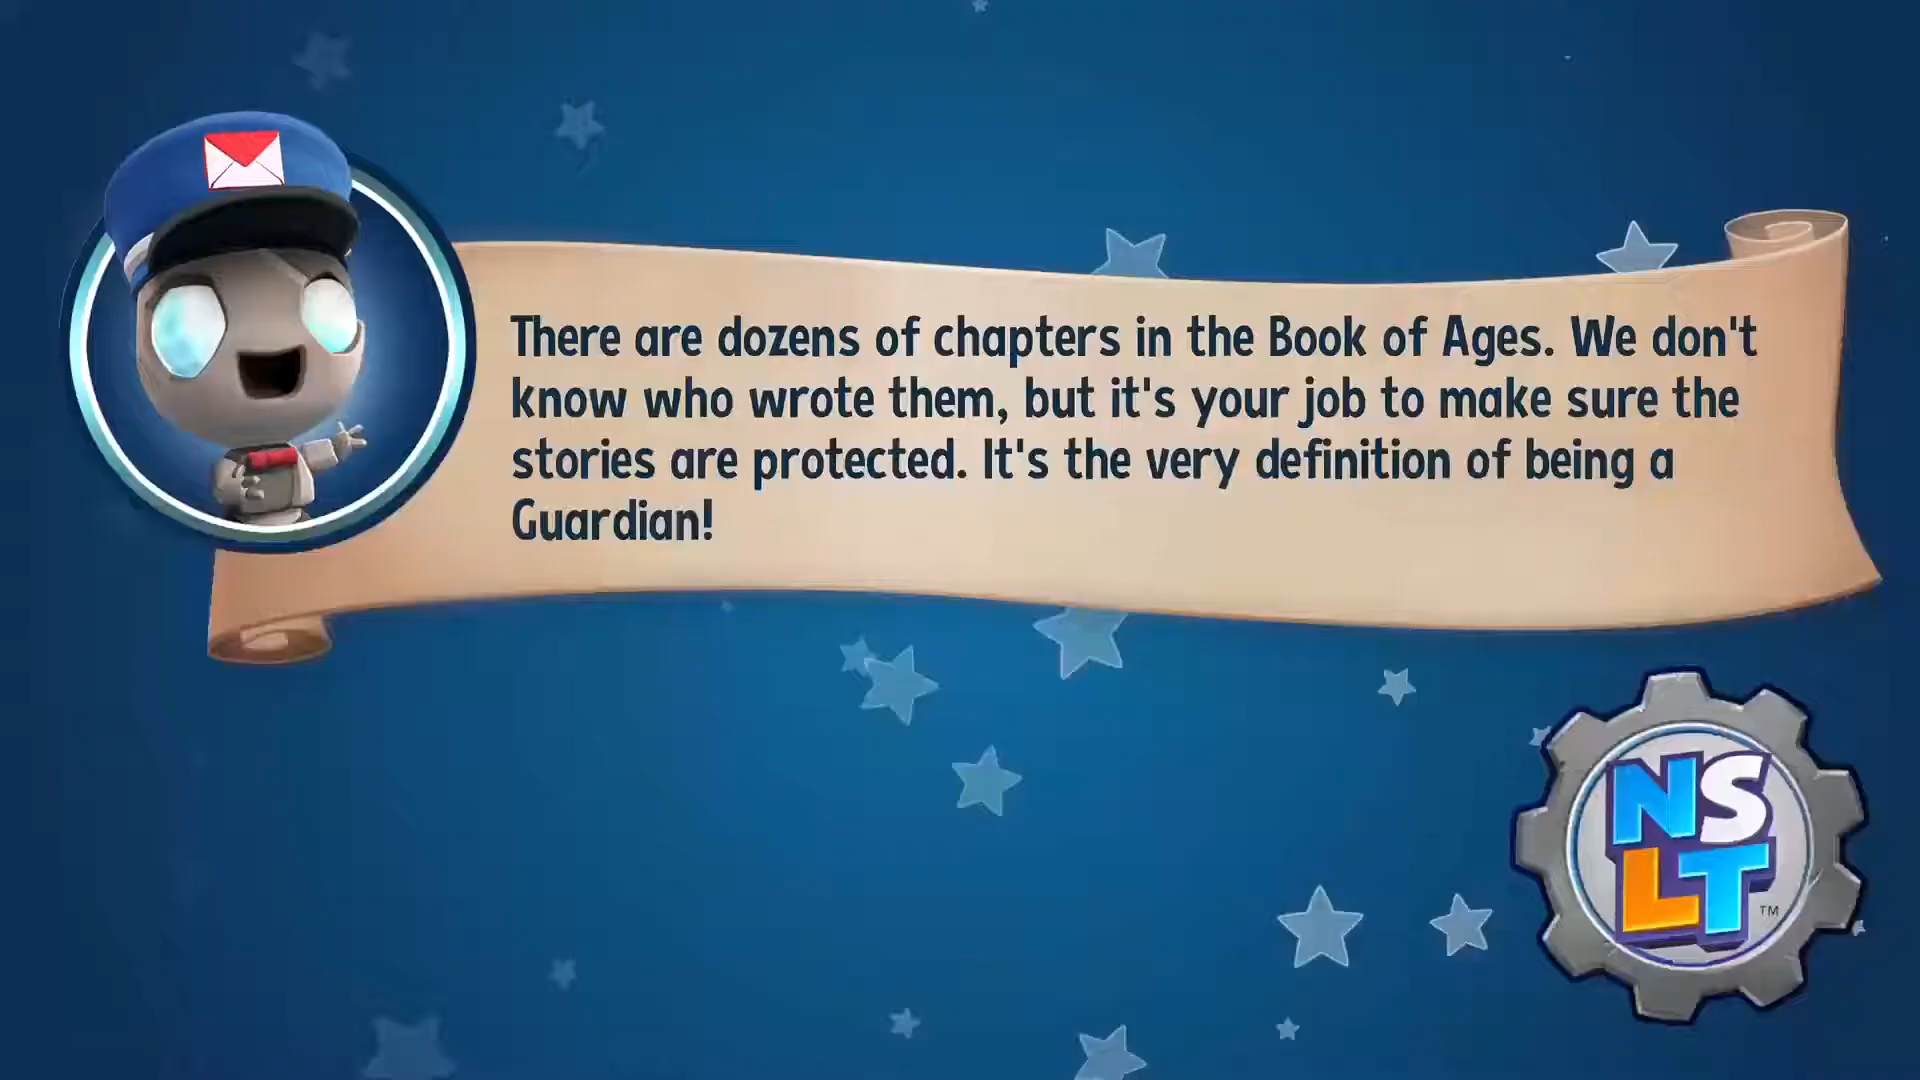 There are dozens of chapters in the Book of Ages. We don't
know who wrote them, but it's your job to make sure the
stories are protected. It's the very definition of being a
Guardian!
NS
LT
TM